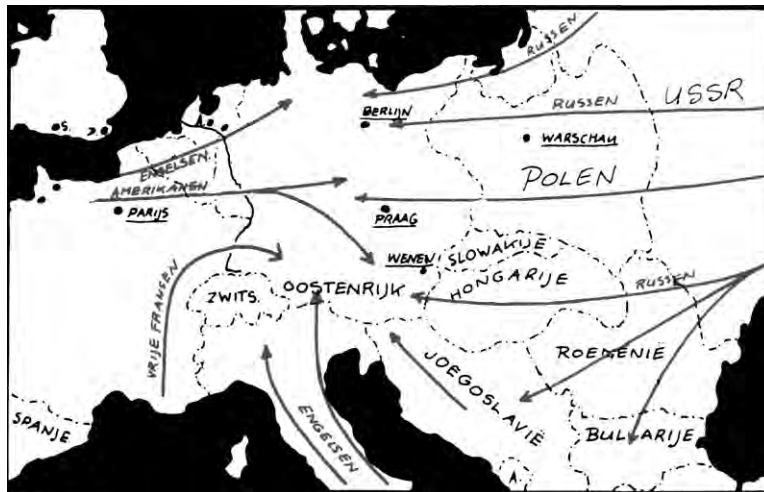 RUSSEN
USSR
RUSSEN
BERLIJN
A.
S.
WARSCHAU
ENGELSEN
AMERIKANEN
POLEN
PARIJS
PRAAG
WENEN
SLOWAKIJE
ZWITS.
OOSTENRIJK
HONGARIJE
RUSSEN
VRIJE FRANSEN
JOEGOSLAVIË
ROEMENIË
SPANJE
ENGELSEN
BULGARIJE
A.